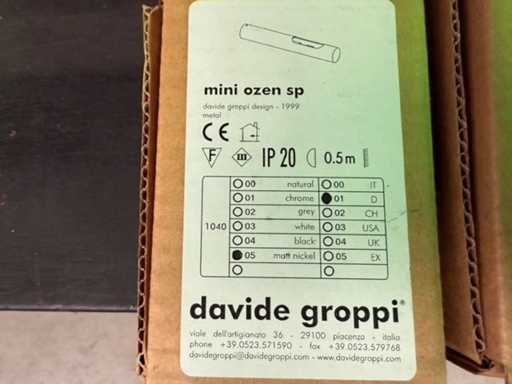 mini ozen sp
davide groppi design - 1999
metal
CE
F III IP 20 0.5m
00 natural 00 IT
01 chrome 01 D
02 grey 02 CH
1040 03 white 03 USA
04 black 04 UK
05 matt nickel 05 EX
davide groppi®
viale dell'artigianato 36 - 29100 piacenza - italia
phone +39.0523.571590 - fax +39.0523.579768
davidegroppi@davidegroppi.com - www.davidegroppi.com